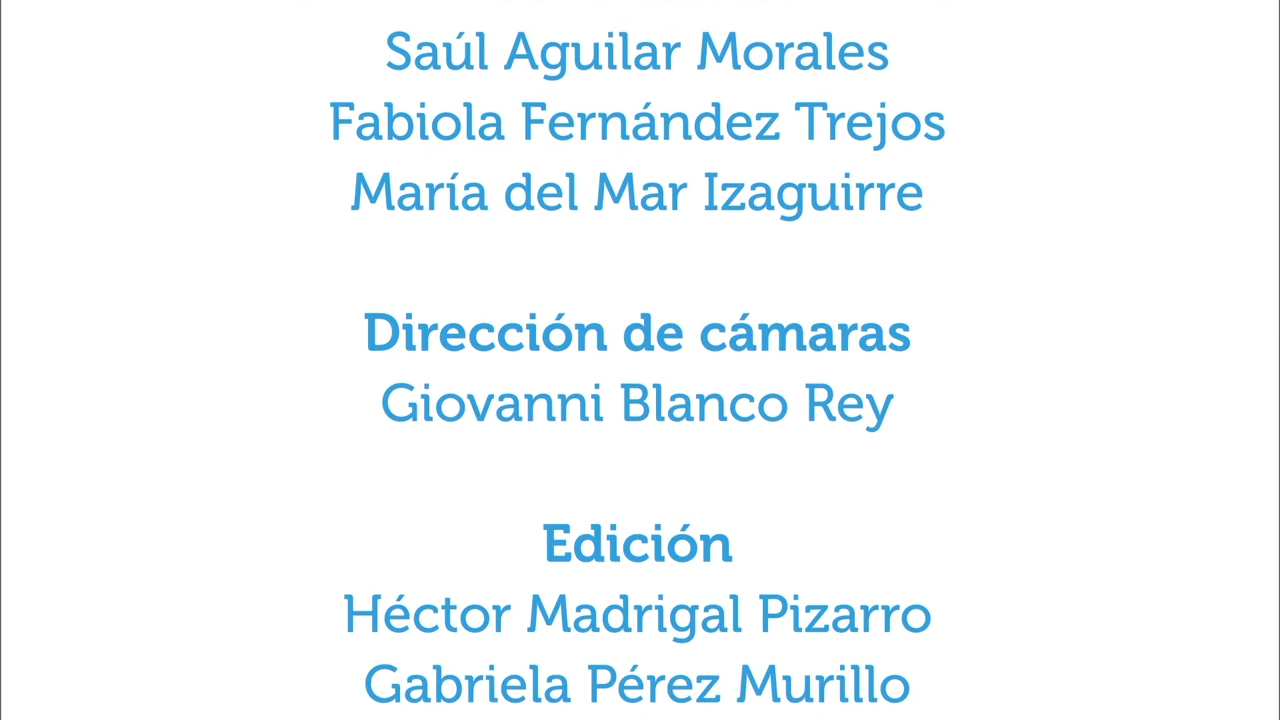 Saúl Aguilar Morales
Fabiola Fernández Trejos
María del Mar Izaguirre
Dirección de cámaras
Giovanni Blanco Rey
Edición
Héctor Madrigal Pizarro
Gabriela Pérez Murillo